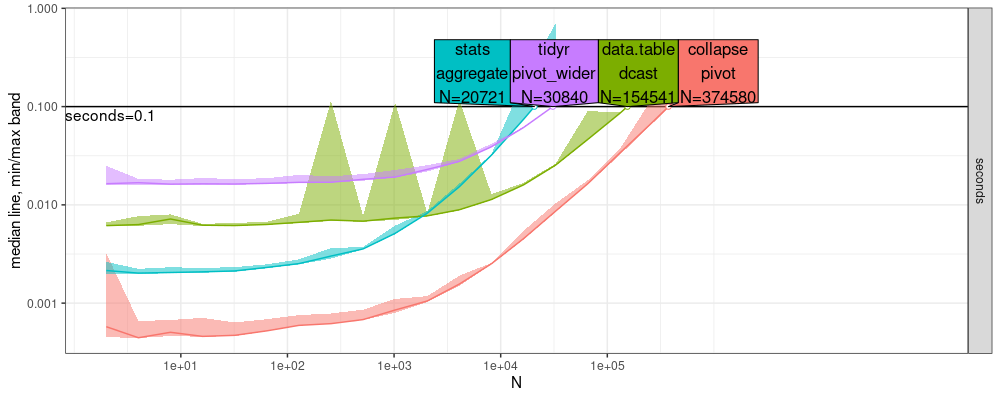 1.000
0.100
0.010
0.001
median line, min/max band
seconds=0.1
stats
aggregate
N=20721
tidyr
pivot_wider
N=30840
data.table
dcast
N=154541
collapse
pivot
N=374580
seconds
1e+01
1e+02
1e+03
1e+04
1e+05
N